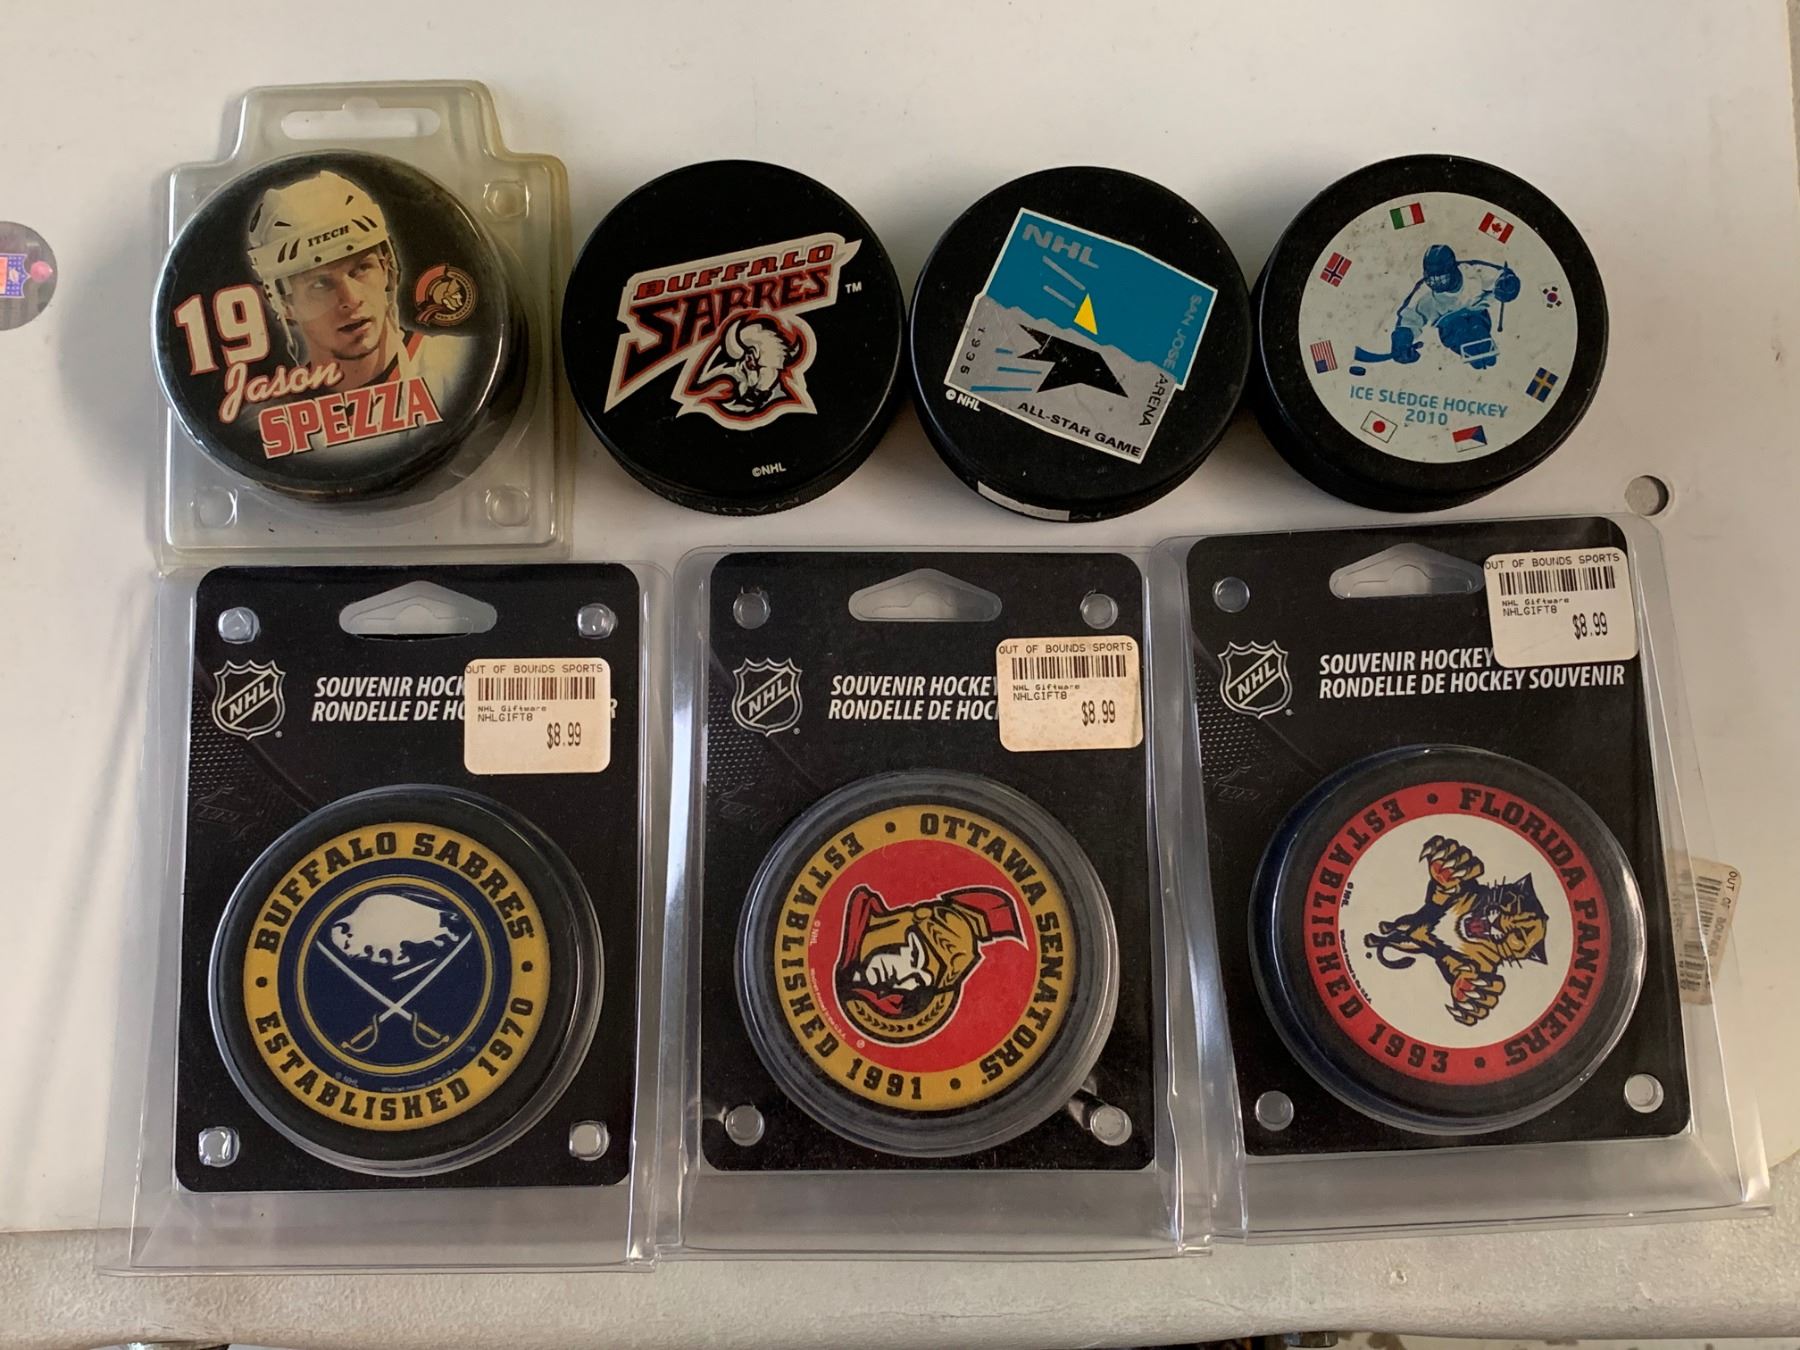 ITECH
19
Jason
SPEZZA
BUFFALO
SABRES
TM
©NHL
NHL
SAN JOSE ARENA
1995
©NHL
ALL-STAR GAME
ICE SLEDGE HOCKEY
2010
OUT OF BOUNDS SPORTS
NHL Giftware
NHLGIFT8
$8.99
NHL
SOUVENIR HOCK
RONDELLE DE HO R
BUFFALO SABRES
ESTABLISHED 1970
OUT OF BOUNDS SPORTS
NHL Giftware
NHLGIFT8
$8.99
NHL
SOUVENIR HOCKEY
RONDELLE DE HOC
OTTAWA SENATORS
ESTABLISHED 1991
OUT OF BOUNDS SPORTS
NHL Giftware
NHLGIFT8
$8.99
NHL
SOUVENIR HOCKEY
RONDELLE DE HOCKEY SOUVENIR
FLORIDA PANTHERS
ESTABLISHED 1993
OUT OF BOUNDS